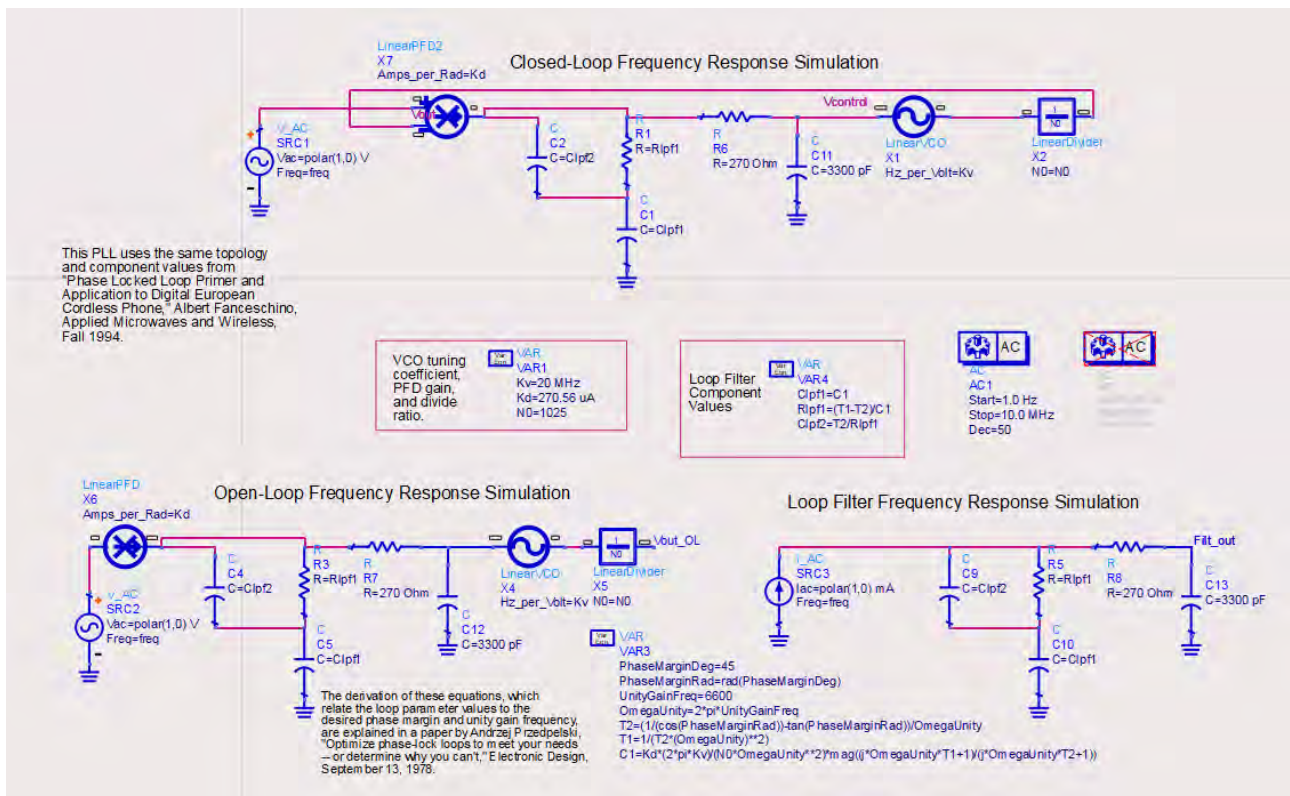 LinearPFD2
X7
Amps_per_Rad=Kd
Closed-Loop Frequency Response Simulation
Vout
V_AC
SRC1
Vac=polar(1,0) V
Freq=freq
C
C2
C=Clpf2
R
R1
R=Rlpf1
R
R6
R=270 Ohm
C
C1
C=Clpf1
Vcontrol
C
C11
C=3300 pF
LinearVCO
X1
Hz_per_Volt=Kv
1
N0
LinearDivider
X2
N0=N0
This PLL uses the same topology
and component values from
"Phase Locked Loop Primer and
Application to Digital European
Cordless Phone," Albert Fanceschino,
Applied Microwaves and Wireless,
Fall 1994.
VCO tuning
coefficient,
PFD gain,
and divide
ratio.
Var
Eqn
VAR
VAR1
Kv=20 MHz
Kd=270.56 uA
N0=1025
Loop Filter
Component
Values
Var
Eqn
VAR
VAR4
Clpf1=C1
Rlpf1=(T1-T2)/C1
Clpf2=T2/Rlpf1
AC
AC
AC1
Start=1.0 Hz
Stop=10.0 MHz
Dec=50
AC
LinearPFD
X6
Amps_per_Rad=Kd
Open-Loop Frequency Response Simulation
V_AC
SRC2
Vac=polar(1,0) V
Freq=freq
C
C4
C=Clpf2
R
R3
R=Rlpf1
R
R7
R=270 Ohm
C
C5
C=Clpf1
C
C12
C=3300 pF
LinearVCO
X4
Hz_per_Volt=Kv
1
N0
Vout_OL
LinearDivider
X5
N0=N0
Loop Filter Frequency Response Simulation
I_AC
SRC3
Iac=polar(1,0) mA
Freq=freq
C
C9
C=Clpf2
R
R5
R=Rlpf1
R
R8
R=270 Ohm
Filt_out
C
C13
C=3300 pF
C
C10
C=Clpf1
The derivation of these equations, which
relate the loop parameter values to the
desired phase margin and unity gain frequency,
are explained in a paper by Andrzej Przedpelski,
"Optimize phase-lock loops to meet your needs
-- or determine why you can't," Electronic Design,
September 13, 1978.
Var
Eqn
VAR
VAR3
PhaseMarginDeg=45
PhaseMarginRad=rad(PhaseMarginDeg)
UnityGainFreq=6600
OmegaUnity=2*pi*UnityGainFreq
T2=(1/(cos(PhaseMarginRad))-tan(PhaseMarginRad))/OmegaUnity
T1=1/(T2*(OmegaUnity)**2)
C1=Kd*(2*pi*Kv)/(N0*OmegaUnity**2)*mag((j*OmegaUnity*T1+1)/(j*OmegaUnity*T2+1))